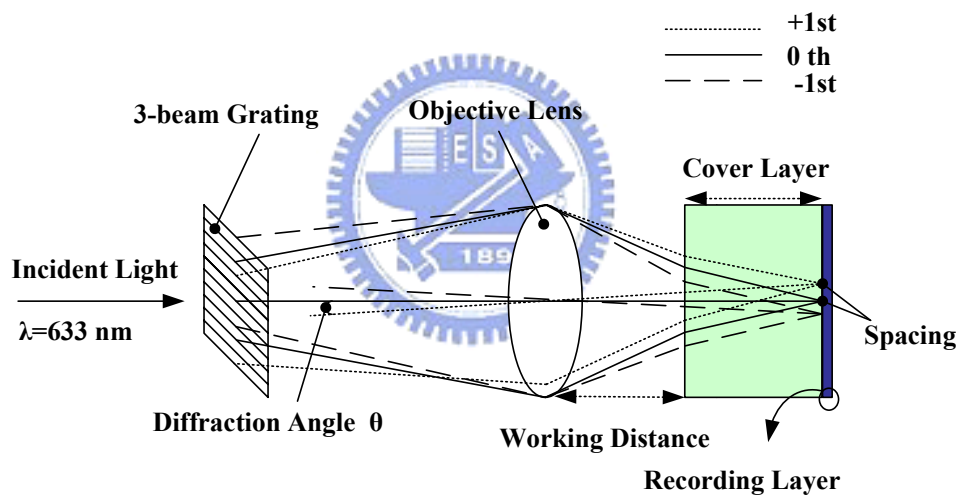 +1st
0 th
-1st
3-beam Grating
Objective Lens
Cover Layer
E S A
189
Incident Light
λ=633 nm
Spacing
Diffraction Angle θ
Working Distance
Recording Layer